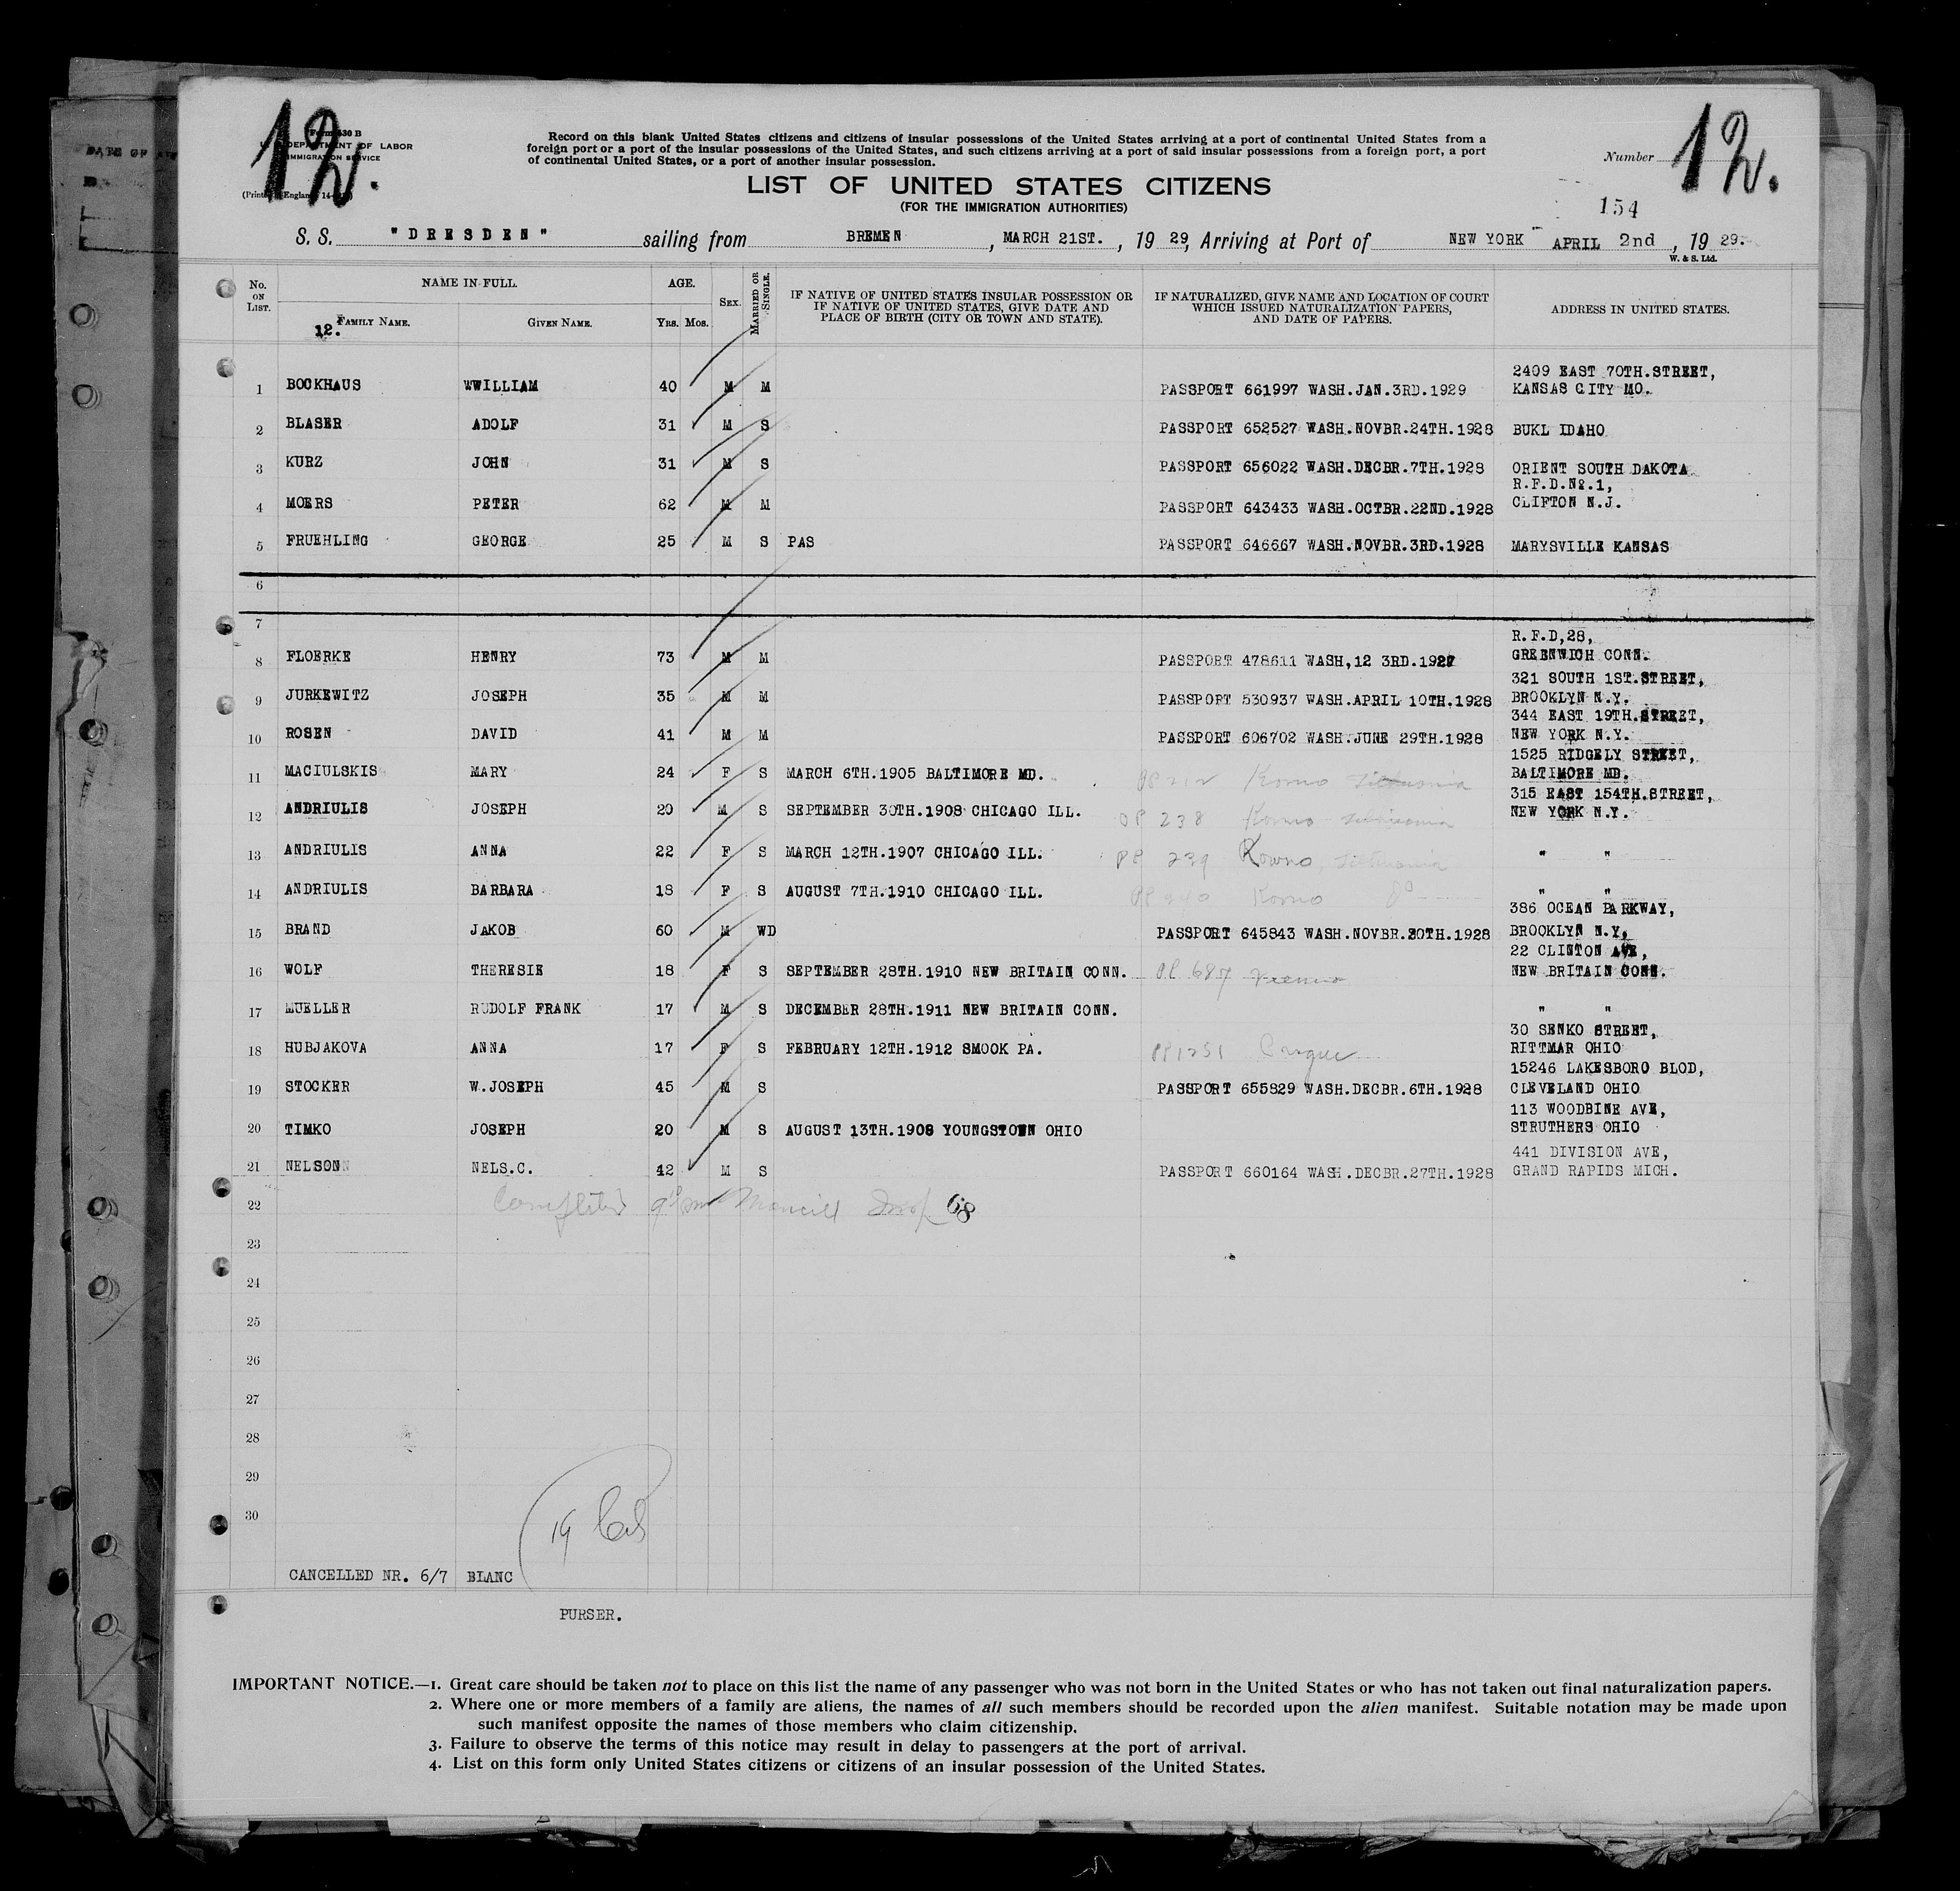 12.
12.
Form 630 B
U. S. DEPARTMENT OF LABOR
IMMIGRATION SERVICE
Record on this blank United States citizens and citizens of insular possessions of the United States arriving at a port of continental United States from a
foreign port or a port of the insular possessions of the United States, and such citizens arriving at a port of said insular possessions from a foreign port, a port
of continental United States, or a port of another insular possession.
Number
LIST OF UNITED STATES CITIZENS
(FOR THE IMMIGRATION AUTHORITIES)
154
S. S. "DRESDEN" sailing from BREMEN, MARCH 21ST., 19 29, Arriving at Port of NEW YORK APRIL 2nd, 19 29.
W. & S. Ltd.
No. ON LIST. NAME IN FULL. AGE. SEX. MARRIED OR SINGLE. IF NATIVE OF UNITED STATES INSULAR POSSESSION OR IF NATIVE OF UNITED STATES, GIVE DATE AND PLACE OF BIRTH (CITY OR TOWN AND STATE). IF NATURALIZED, GIVE NAME AND LOCATION OF COURT WHICH ISSUED NATURALIZATION PAPERS, AND DATE OF PAPERS. ADDRESS IN UNITED STATES.
12. FAMILY NAME. GIVEN NAME. YRS. MOS.
2409 EAST 70TH.STREET,
1 BOCKHAUS WWILLIAM 40 M M PASSPORT 661997 WASH.JAN.3RD.1929 KANSAS CITY MO.
2 BLASER ADOLF 31 M S PASSPORT 652527 WASH.NOVBR.24TH.1928 BUKL IDAHO
3 KURZ JOHN 31 M S PASSPORT 656022 WASH.DECBR.7TH.1928 ORIENT SOUTH DAKOTA
R.F.D.No.1,
4 MOERS PETER 62 M M PASSPORT 643433 WASH.OCTBR.22ND.1928 CLIFTON N.J.
5 FRUEHLING GEORGE 25 M S PAS PASSPORT 646667 WASH.NOVBR.3RD.1928 MARYSVILLE KANSAS
6
7
R.F.D,28,
8 FLOERKE HENRY 73 M M PASSPORT 478611 WASH,12 3RD.1927 GREENWICH CONN.
321 SOUTH 1ST.STREET,
9 JURKEWITZ JOSEPH 35 M M PASSPORT 530937 WASH.APRIL 10TH.1928 BROOKLYN N.Y.
344 EAST 19TH.STREET,
10 ROSEN DAVID 41 M M PASSPORT 606702 WASH.JUNE 29TH.1928 NEW YORK N.Y.
1525 RIDGELY STREET,
11 MACIULSKIS MARY 24 F S MARCH 6TH.1905 BALTIMORE MD. BALTIMORE MD.
315 EAST 154TH.STREET,
12 ANDRIULIS JOSEPH 20 M S SEPTEMBER 30TH.1908 CHICAGO ILL. 238 NEW YORK N.Y.
13 ANDRIULIS ANNA 22 F S MARCH 12TH.1907 CHICAGO ILL. PP 239 Kowno, Lithuania " "
14 ANDRIULIS BARBARA 18 F S AUGUST 7TH.1910 CHICAGO ILL. " "
386 OCEAN PARKWAY,
15 BRAND JAKOB 60 M WD PASSPORT 645843 WASH.NOVBR.30TH.1928 BROOKLYN N.Y,
22 CLINTON AVE,
16 WOLF THERESIE 18 F S SEPTEMBER 28TH.1910 NEW BRITAIN CONN. PP 687 Vienna NEW BRITAIN CONN.
17 MUELLER RUDOLF FRANK 17 M S DECEMBER 28TH.1911 NEW BRITAIN CONN. " "
30 SENKO STREET,
18 HUBJAKOVA ANNA 17 F S FEBRUARY 12TH.1912 SMOOK PA. PP 1251 Prague RITTMAR OHIO
15246 LAKESBORO BLOD,
19 STOCKER W.JOSEPH 45 M S PASSPORT 655829 WASH.DECBR.6TH.1928 CLEVELAND OHIO
113 WOODBINE AVE,
20 TIMKO JOSEPH 20 M S AUGUST 13TH.1908 YOUNGSTOWN OHIO STRUTHERS OHIO
441 DIVISION AVE,
21 NELSONN NELS.C. 42 M S PASSPORT 660164 WASH.DECBR.27TH.1928 GRAND RAPIDS MICH.
22 68
23
24
25
26
27
28
29
30
19
CANCELLED NR. 6/7 BLANC
PURSER.
IMPORTANT NOTICE.—1. Great care should be taken not to place on this list the name of any passenger who was not born in the United States or who has not taken out final naturalization papers.
2. Where one or more members of a family are aliens, the names of all such members should be recorded upon the alien manifest. Suitable notation may be made upon
such manifest opposite the names of those members who claim citizenship.
3. Failure to observe the terms of this notice may result in delay to passengers at the port of arrival.
4. List on this form only United States citizens or citizens of an insular possession of the United States.